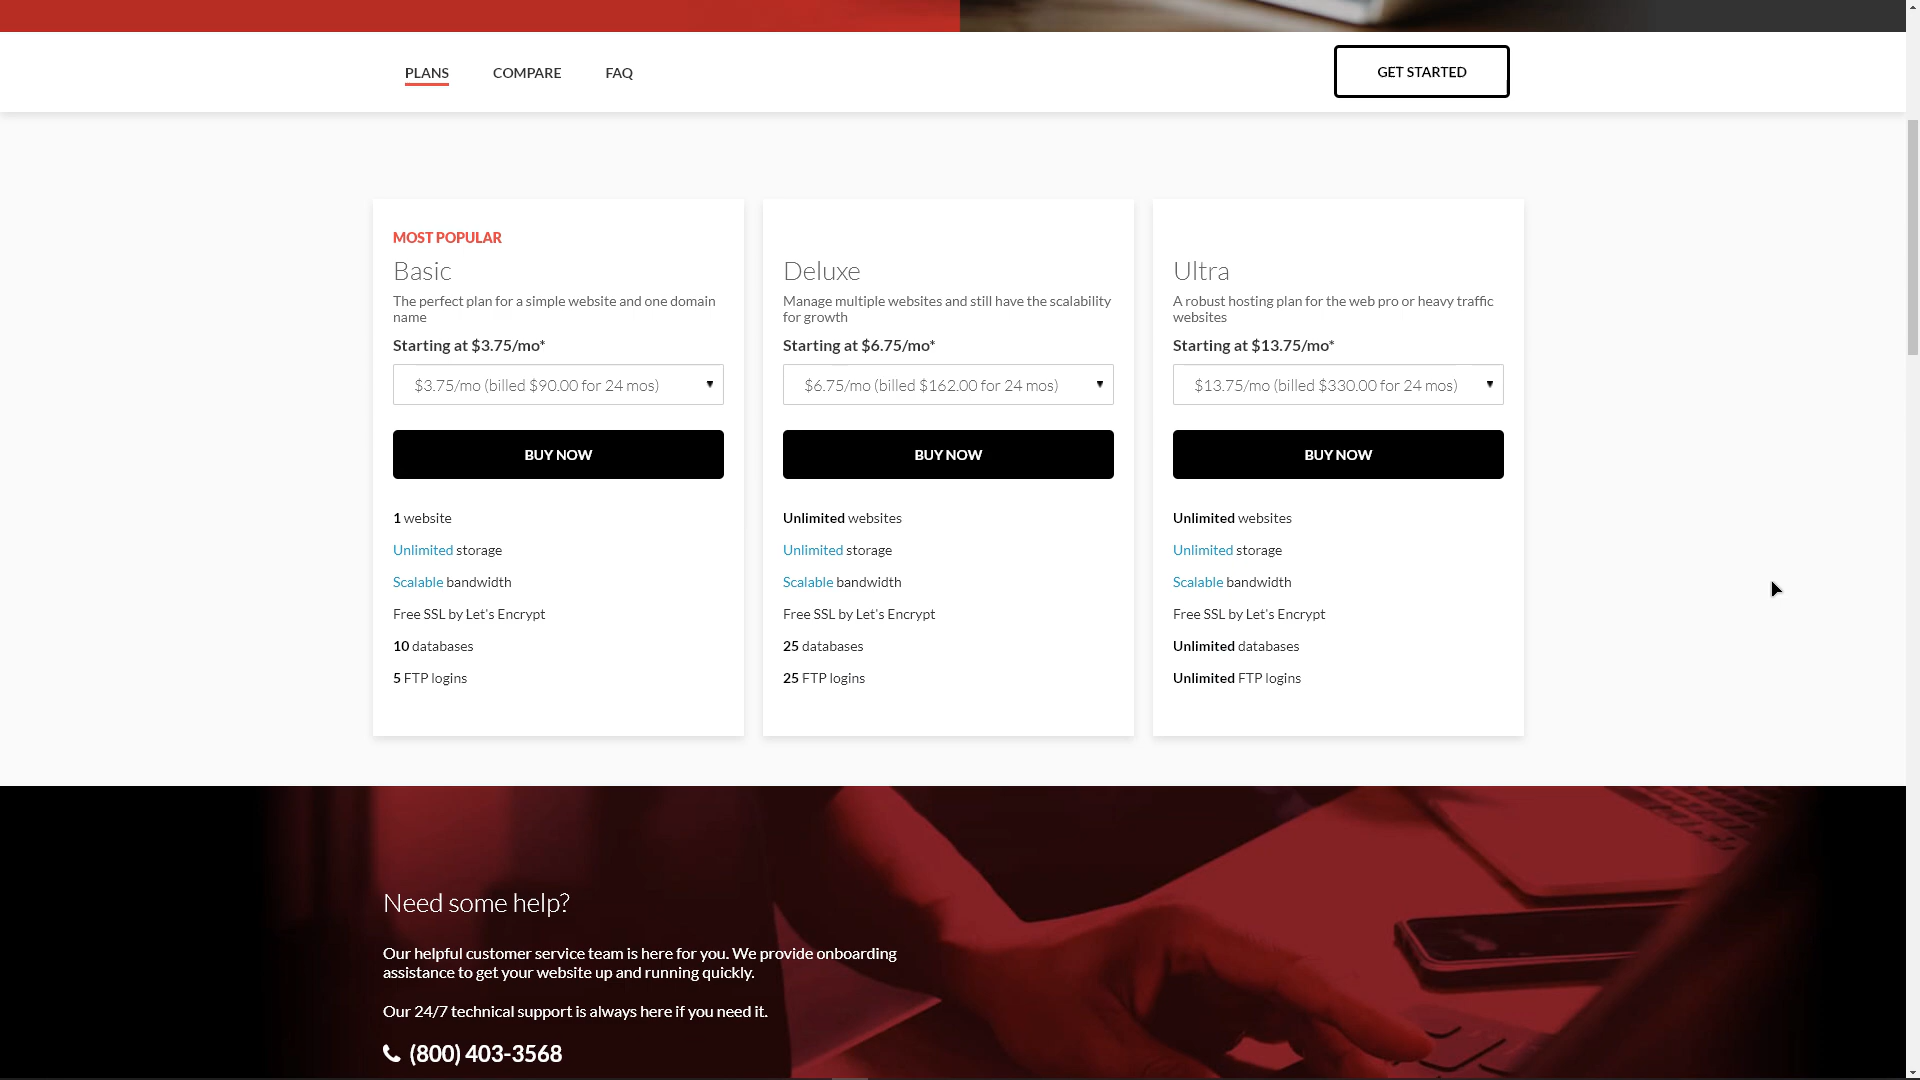 PLANS
COMPARE
FAQ
GET STARTED
MOST POPULAR
Basic
The perfect plan for a simple website and one domain
name
Starting at $3.75/mo*
$3.75/mo (billed $90.00 for 24 mos)
BUY NOW
1 website
Unlimited storage
Scalable bandwidth
Free SSL by Let's Encrypt
10 databases
5 FTP logins
Deluxe
Manage multiple websites and still have the scalability
for growth
Starting at $6.75/mo*
$6.75/mo (billed $162.00 for 24 mos)
BUY NOW
Unlimited websites
Unlimited storage
Scalable bandwidth
Free SSL by Let's Encrypt
25 databases
25 FTP logins
Ultra
A robust hosting plan for the web pro or heavy traffic
websites
Starting at $13.75/mo*
$13.75/mo (billed $330.00 for 24 mos)
BUY NOW
Unlimited websites
Unlimited storage
Scalable bandwidth
Free SSL by Let's Encrypt
Unlimited databases
Unlimited FTP logins
Need some help?
Our helpful customer service team is here for you. We provide onboarding
assistance to get your website up and running quickly.
Our 24/7 technical support is always here if you need it.
(800) 403-3568